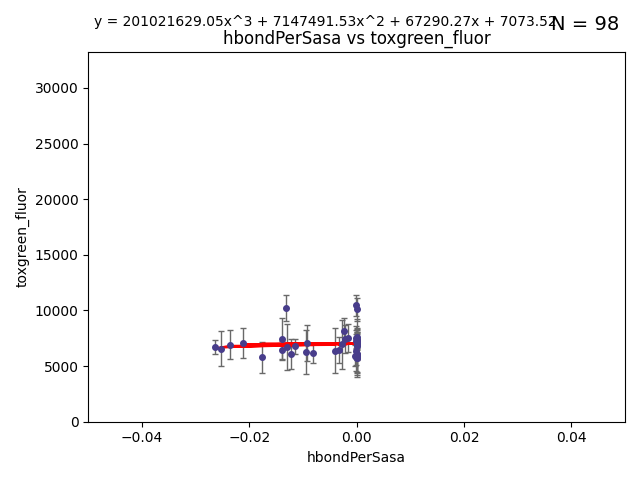 y = 201021629.05x^3 + 7147491.53x^2 + 67290.27x + 7073.52
N = 98
hbondPerSasa vs toxgreen_fluor
30000
25000
20000
15000
10000
5000
0
toxgreen_fluor
−0.04
−0.02
0.00
0.02
0.04
hbondPerSasa